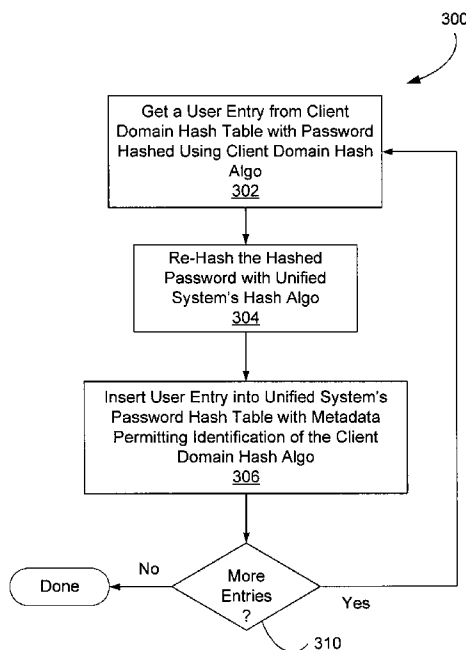 300
Get a User Entry from Client
Domain Hash Table with Password
Hashed Using Client Domain Hash
Algo
302
Re-Hash the Hashed
Password with Unified
System's Hash Algo
304
Insert User Entry into Unified System's
Password Hash Table with Metadata
Permitting Identification of the Client
Domain Hash Algo
306
Done
No
More
Entries
?
Yes
310